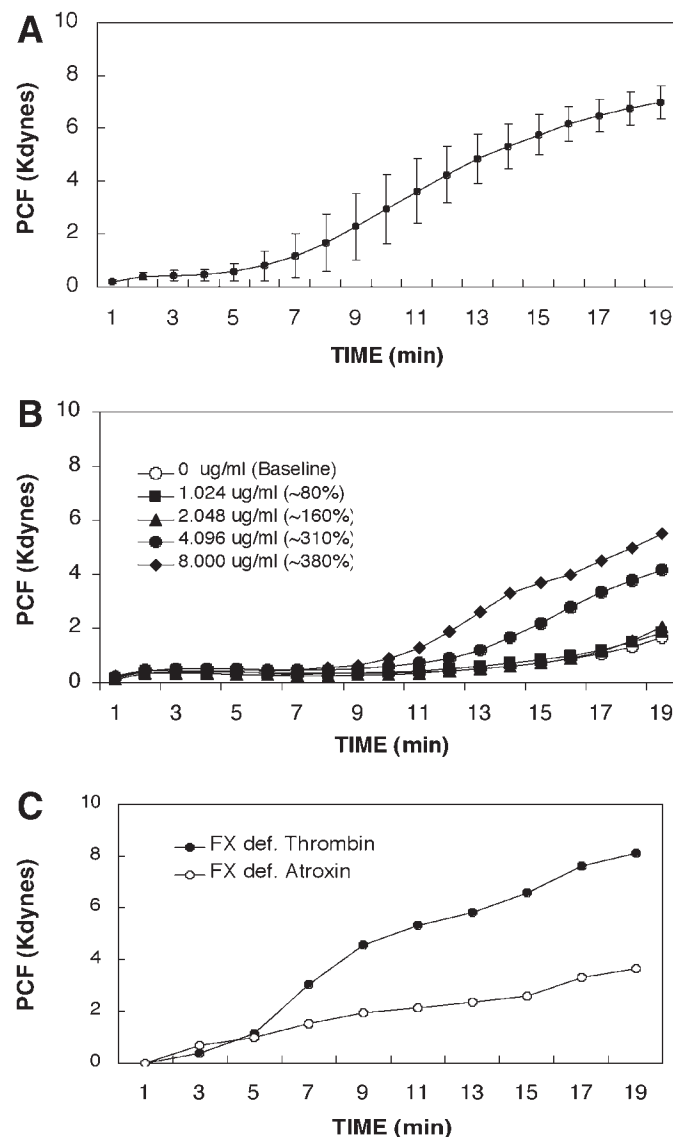 A
PCF (Kdynes)
10
8
6
4
2
0
1 3 5 7 9 11 13 15 17 19
TIME (min)
B
PCF (Kdynes)
10
8
6
4
2
0
0 ug/ml (Baseline)
1.024 ug/ml (~80%)
2.048 ug/ml (~160%)
4.096 ug/ml (~310%)
8.000 ug/ml (~380%)
1 3 5 7 9 11 13 15 17 19
TIME (min)
C
PCF (Kdynes)
10
8
6
4
2
0
FX def. Thrombin
FX def. Atroxin
1 3 5 7 9 11 13 15 17 19
TIME (min)